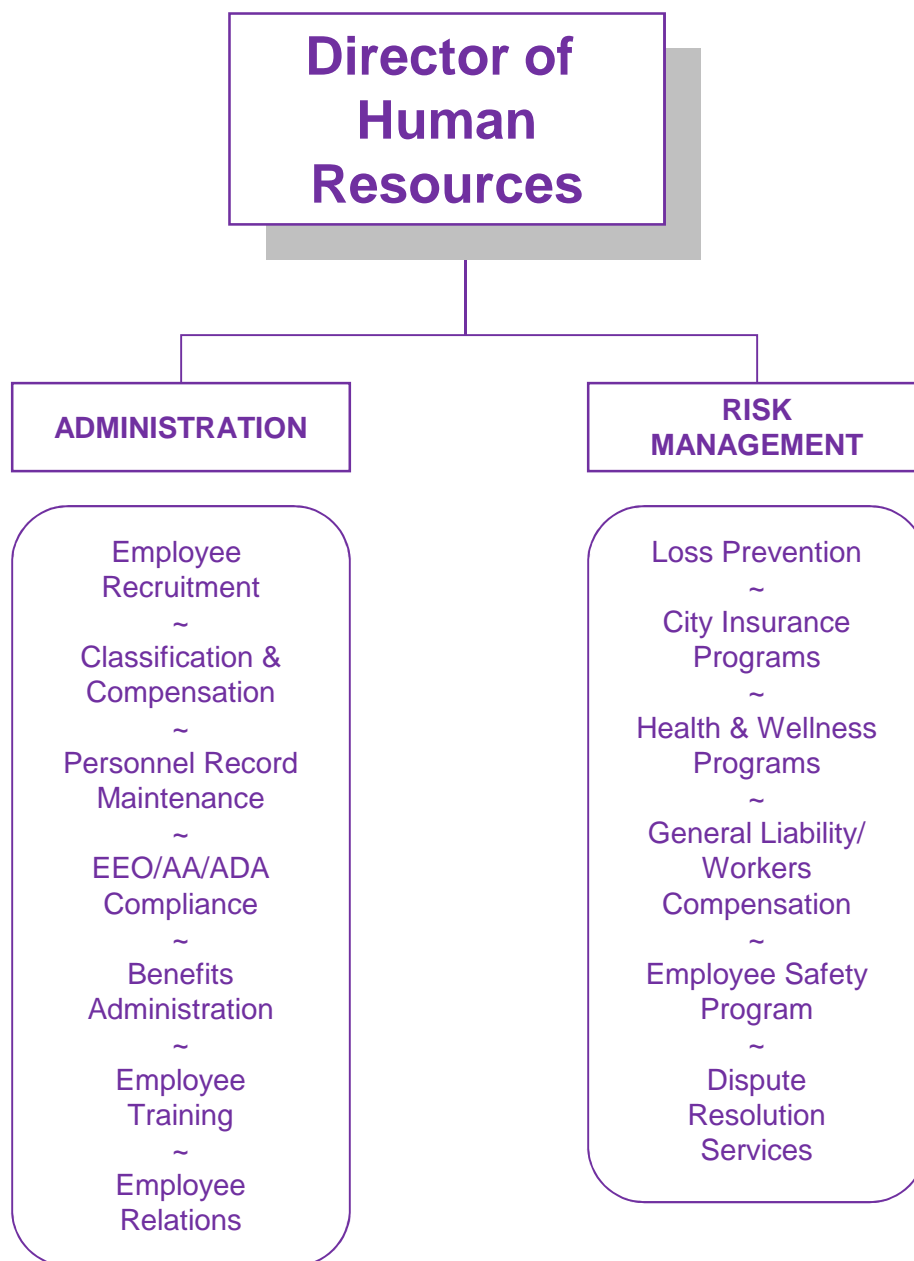 Director of
Human
Resources
ADMINISTRATION
Employee
Recruitment
~
Classification &
Compensation
~
Personnel Record
Maintenance
~
EEO/AA/ADA
Compliance
~
Benefits
Administration
~
Employee
Training
~
Employee
Relations
RISK
MANAGEMENT
Loss Prevention
~
City Insurance
Programs
~
Health & Wellness
Programs
~
General Liability/
Workers
Compensation
~
Employee Safety
Program
~
Dispute
Resolution
Services